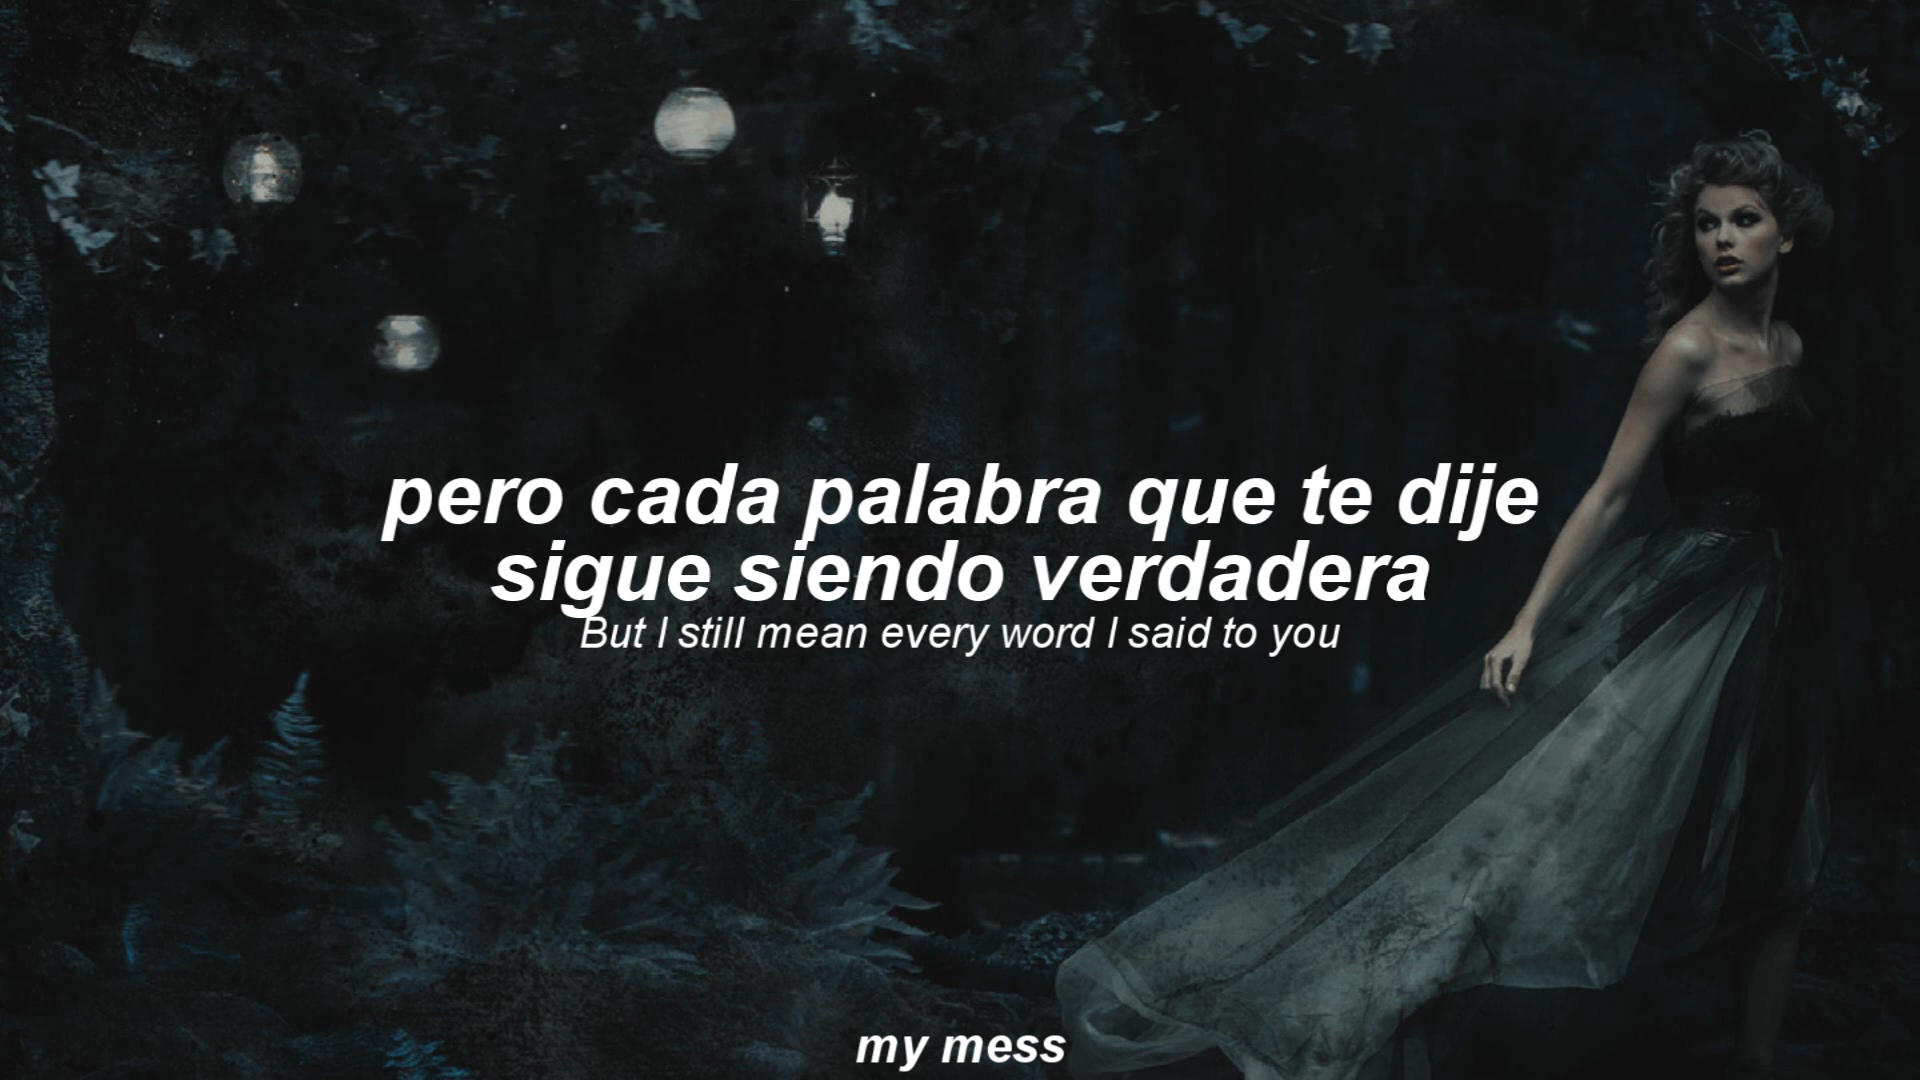 pero cada palabra que te dije
sigue siendo verdadera
But I still mean every word I said to you
my mess